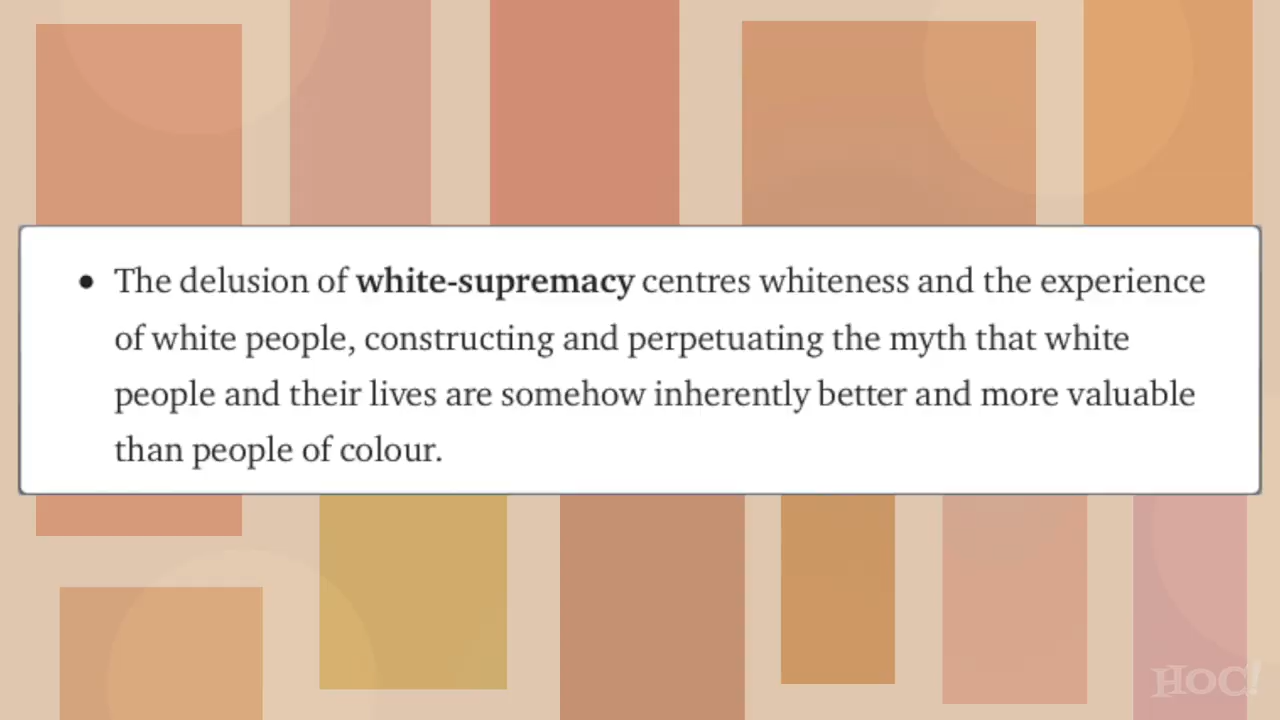 • The delusion of white-supremacy centres whiteness and the experience
of white people, constructing and perpetuating the myth that white
people and their lives are somehow inherently better and more valuable
than people of colour.
HOC!